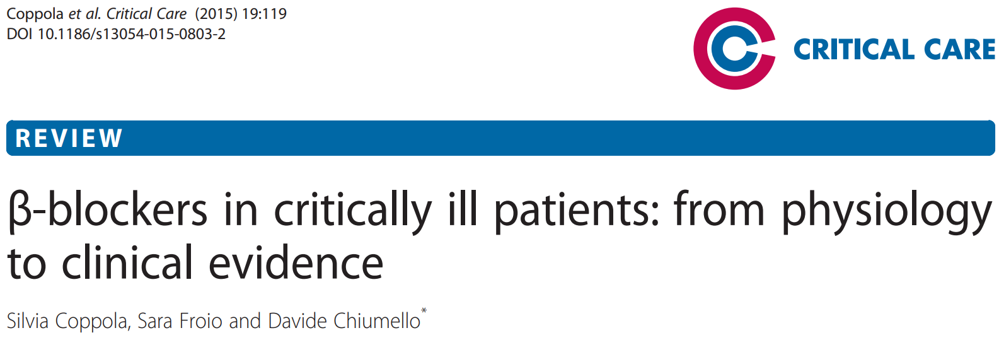 Coppola et al. Critical Care (2015) 19:119
DOI 10.1186/s13054-015-0803-2
CRITICAL CARE
REVIEW
β-blockers in critically ill patients: from physiology
to clinical evidence
Silvia Coppola, Sara Froio and Davide Chiumello*